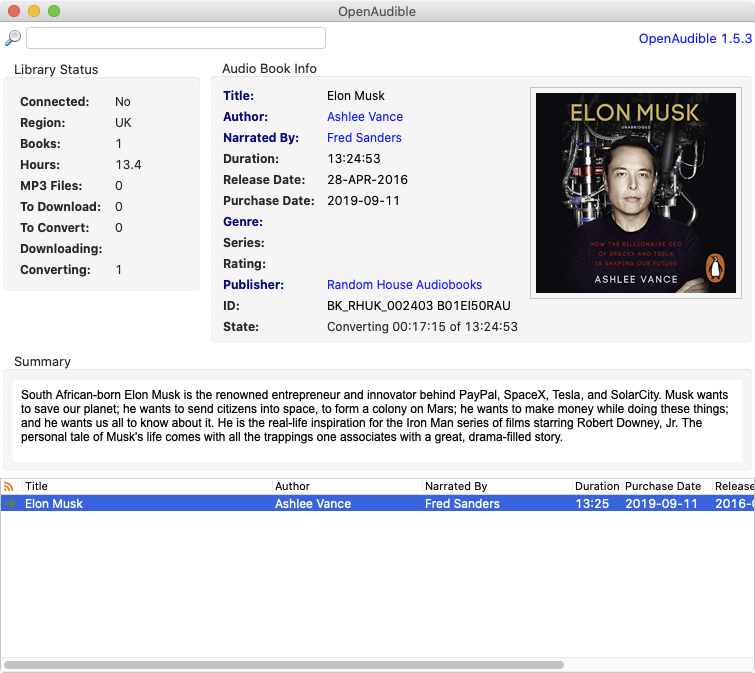 OpenAudible
OpenAudible 1.5.3
Library Status
Connected: No
Region: UK
Books: 1
Hours: 13.4
MP3 Files: 0
To Download: 0
To Convert: 0
Downloading:
Converting: 1
Audio Book Info
Title: Elon Musk
Author: Ashlee Vance
Narrated By: Fred Sanders
Duration: 13:24:53
Release Date: 28-APR-2016
Purchase Date: 2019-09-11
Genre:
Series:
Rating:
Publisher: Random House Audiobooks
ID: BK_RHUK_002403 B01EI50RAU
State: Converting 00:17:15 of 13:24:53
ELON MUSK
UNABRIDGED
HOW THE BILLIONAIRE CEO
OF SPACEX AND TESLA
IS SHAPING OUR FUTURE
ASHLEE VANCE
Summary
South African-born Elon Musk is the renowned entrepreneur and innovator behind PayPal, SpaceX, Tesla, and SolarCity. Musk wants
to save our planet; he wants to send citizens into space, to form a colony on Mars; he wants to make money while doing these things;
and he wants us all to know about it. He is the real-life inspiration for the Iron Man series of films starring Robert Downey, Jr. The
personal tale of Musk's life comes with all the trappings one associates with a great, drama-filled story.
Title Author Narrated By Duration Purchase Date Release
Elon Musk Ashlee Vance Fred Sanders 13:25 2019-09-11 2016-0